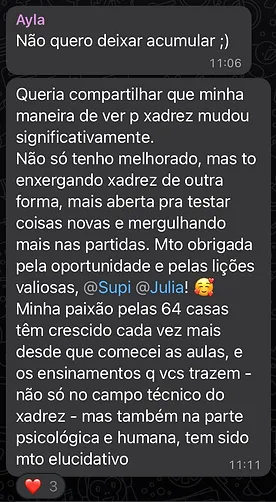 Ayla
Não quero deixar acumular ;)
11:06
Queria compartilhar que minha
maneira de ver p xadrez mudou
significativamente.
Não só tenho melhorado, mas to
enxergando xadrez de outra
forma, mais aberta pra testar
coisas novas e mergulhando
mais nas partidas. Mto obrigada
pela oportunidade e pelas lições
valiosas, @Supi @Julia! 🥰
Minha paixão pelas 64 casas
têm crescido cada vez mais
desde que comecei as aulas, e
os ensinamentos q vcs trazem -
não só no campo técnico do
xadrez - mas também na parte
psicológica e humana, tem sido
mto elucidativo
11:11
❤️ 3